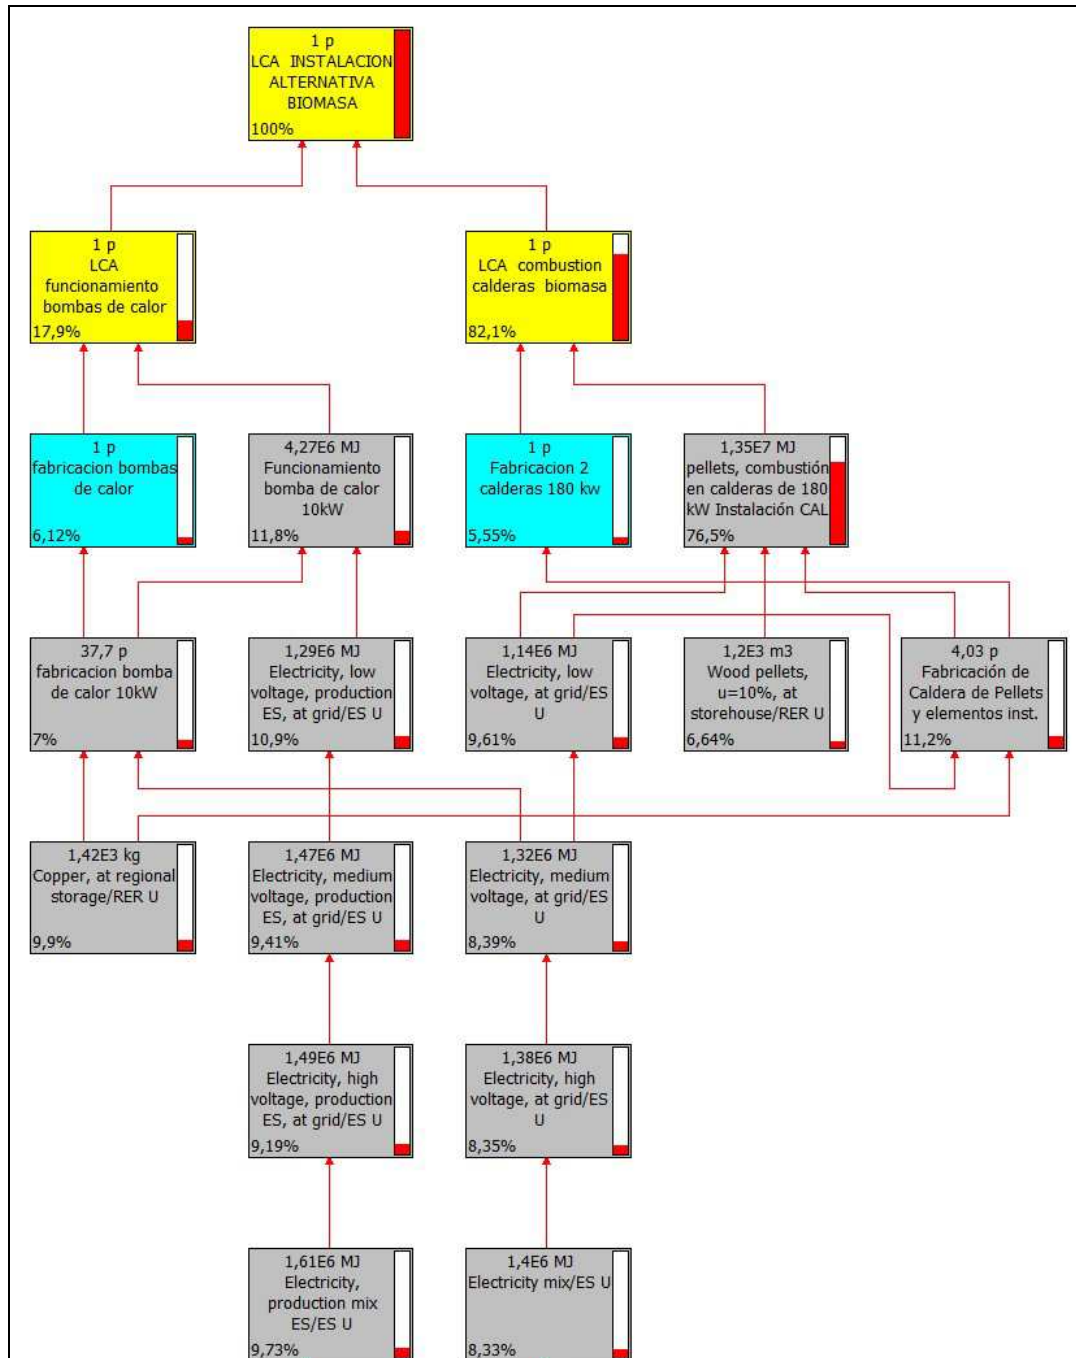 1 p
LCA INSTALACION
ALTERNATIVA
BIOMASA
100%
1 p
LCA
funcionamiento
bombas de calor
17,9%
1 p
LCA combustion
calderas biomasa
82,1%
1 p
fabricacion bombas
de calor
6,12%
4,27E6 MJ
Funcionamiento
bomba de calor
10kW
11,8%
1 p
Fabricacion 2
calderas 180 kw
5,55%
1,35E7 MJ
pellets, combustión
en calderas de 180
kW Instalación CAL
76,5%
37,7 p
fabricacion bomba
de calor 10kW
7%
1,29E6 MJ
Electricity, low
voltage, production
ES, at grid/ES U
10,9%
1,14E6 MJ
Electricity, low
voltage, at grid/ES
U
9,61%
1,2E3 m3
Wood pellets,
u=10%, at
storehouse/RER U
6,64%
4,03 p
Fabricación de
Caldera de Pellets
y elementos inst.
11,2%
1,42E3 kg
Copper, at regional
storage/RER U
9,9%
1,47E6 MJ
Electricity, medium
voltage, production
ES, at grid/ES U
9,41%
1,32E6 MJ
Electricity, medium
voltage, at grid/ES
U
8,39%
1,49E6 MJ
Electricity, high
voltage, production
ES, at grid/ES U
9,19%
1,38E6 MJ
Electricity, high
voltage, at grid/ES
U
8,35%
1,61E6 MJ
Electricity,
production mix
ES/ES U
9,73%
1,4E6 MJ
Electricity mix/ES U
8,33%